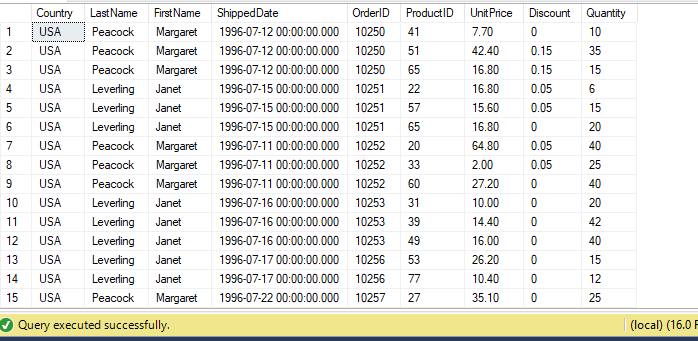 Country LastName FirstName ShippedDate OrderID ProductID UnitPrice Discount Quantity
1 USA Peacock Margaret 1996-07-12 00:00:00.000 10250 41 7.70 0 10
2 USA Peacock Margaret 1996-07-12 00:00:00.000 10250 51 42.40 0.15 35
3 USA Peacock Margaret 1996-07-12 00:00:00.000 10250 65 16.80 0.15 15
4 USA Leverling Janet 1996-07-15 00:00:00.000 10251 22 16.80 0.05 6
5 USA Leverling Janet 1996-07-15 00:00:00.000 10251 57 15.60 0.05 15
6 USA Leverling Janet 1996-07-15 00:00:00.000 10251 65 16.80 0 20
7 USA Peacock Margaret 1996-07-11 00:00:00.000 10252 20 64.80 0.05 40
8 USA Peacock Margaret 1996-07-11 00:00:00.000 10252 33 2.00 0.05 25
9 USA Peacock Margaret 1996-07-11 00:00:00.000 10252 60 27.20 0 40
10 USA Leverling Janet 1996-07-16 00:00:00.000 10253 31 10.00 0 20
11 USA Leverling Janet 1996-07-16 00:00:00.000 10253 39 14.40 0 42
12 USA Leverling Janet 1996-07-16 00:00:00.000 10253 49 16.00 0 40
13 USA Leverling Janet 1996-07-17 00:00:00.000 10256 53 26.20 0 15
14 USA Leverling Janet 1996-07-17 00:00:00.000 10256 77 10.40 0 12
15 USA Peacock Margaret 1996-07-22 00:00:00.000 10257 27 35.10 0 25
Query executed successfully. (local) (16.0